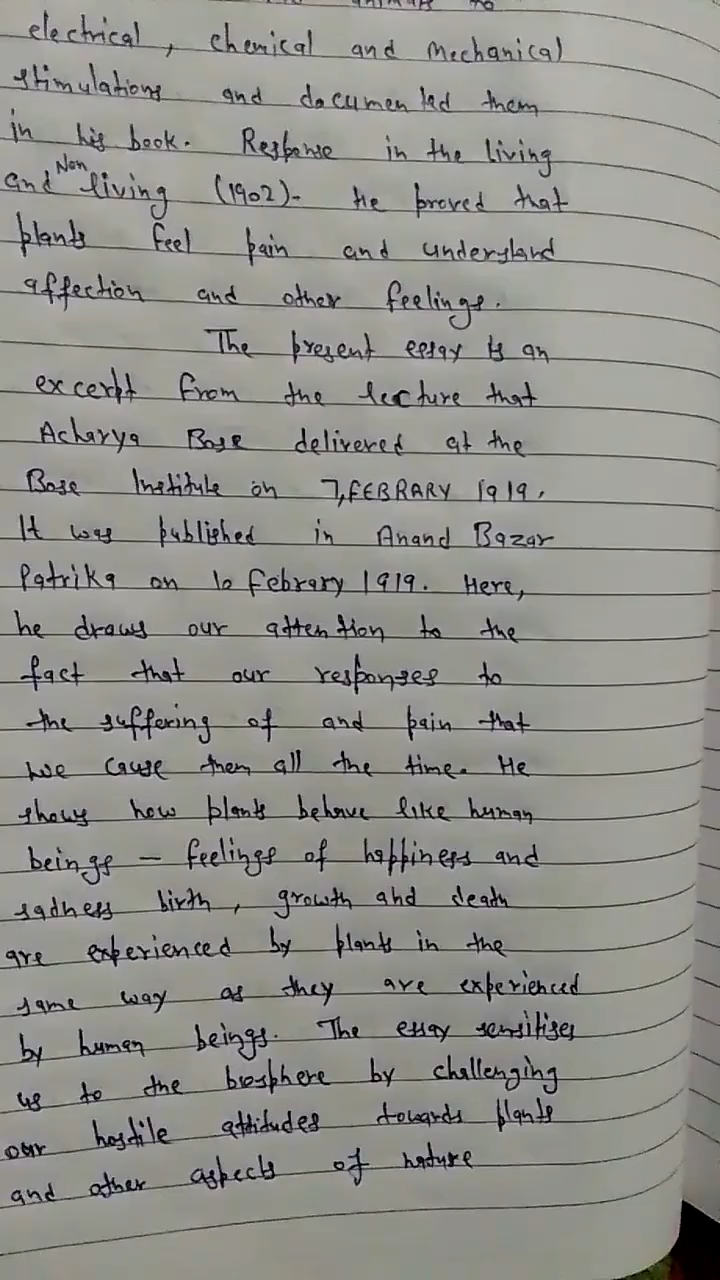 animals to
electrical, chemical and mechanical
stimulations and documented them
in his book. Response in the living
and Non living (1902)- He proved that
plants feel pain and understand
affection and other feelings.
The present essay is an
excerpt from the lecture that
Acharya Bose delivered at the
Bose Institute on 7,FEBRARY 1919.
It was published in Anand Bazar
Patrika on 10 Febrary 1919. Here,
he draws our attention to the
fact that our responses to
the suffering of and pain that
we cause them all the time. He
shows how plants behave like human
beings – feelings of happiness and
sadness birth, growth and death
are experienced by plants in the
same way as they are experienced
by human beings. The essay sensitises
us to the biosphere by challenging
our hostile attitudes towards plants
and other aspects of nature